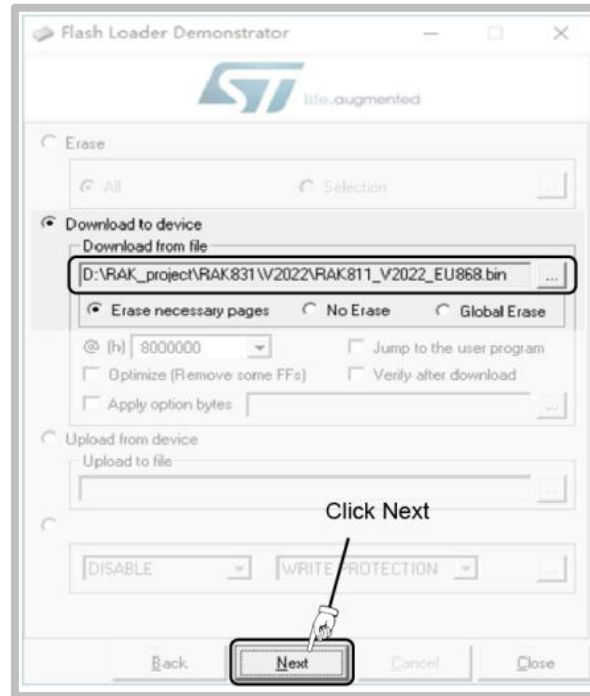 Flash Loader Demonstrator
ST life.augmented
Erase
All Selection ...
Download to device
Download from file
D:\RAK_project\RAK831\V2022\RAK811_V2022_EU868.bin ...
Erase necessary pages No Erase Global Erase
@ (h) 8000000 Jump to the user program
Optimize (Remove some FFs) Verify after download
Apply option bytes ...
Upload from device
Upload to file
...
Click Next
DISABLE WRITE PROTECTION ...
Back Next Cancel Close